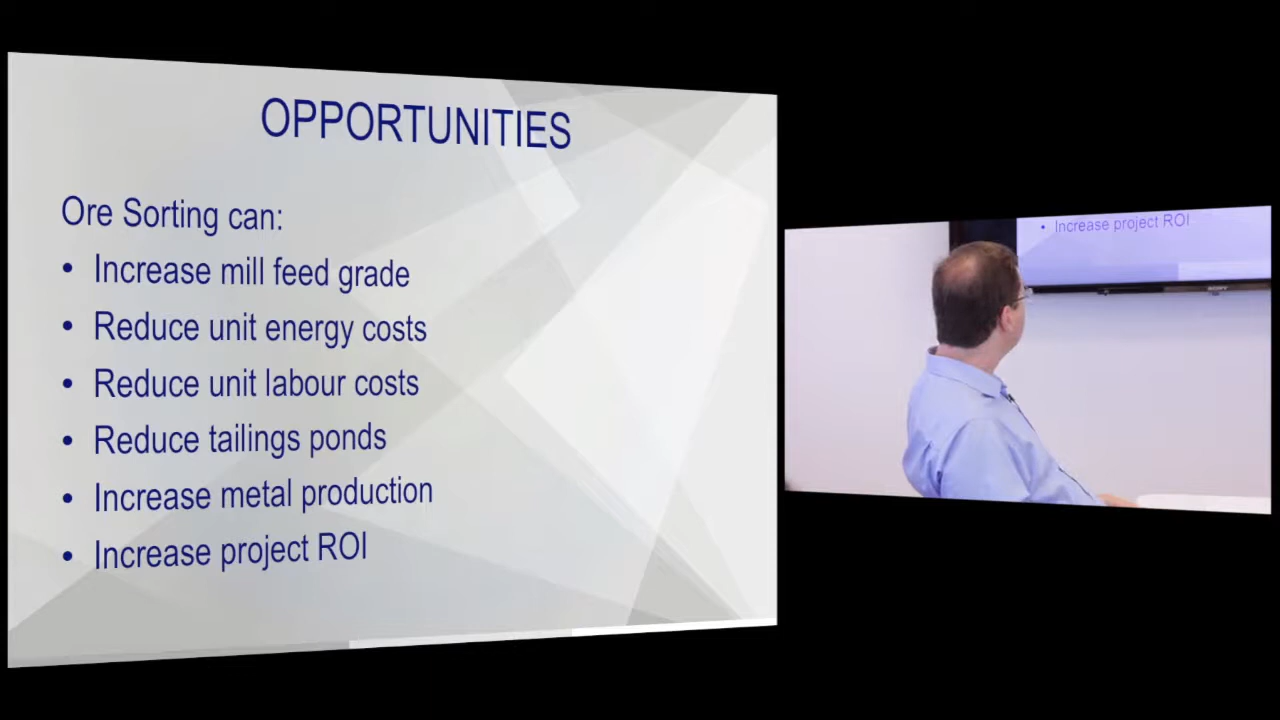 OPPORTUNITIES
Ore Sorting can:
• Increase mill feed grade
• Reduce unit energy costs
• Reduce unit labour costs
• Reduce tailings ponds
• Increase metal production
• Increase project ROI
• Increase project ROI
SONY